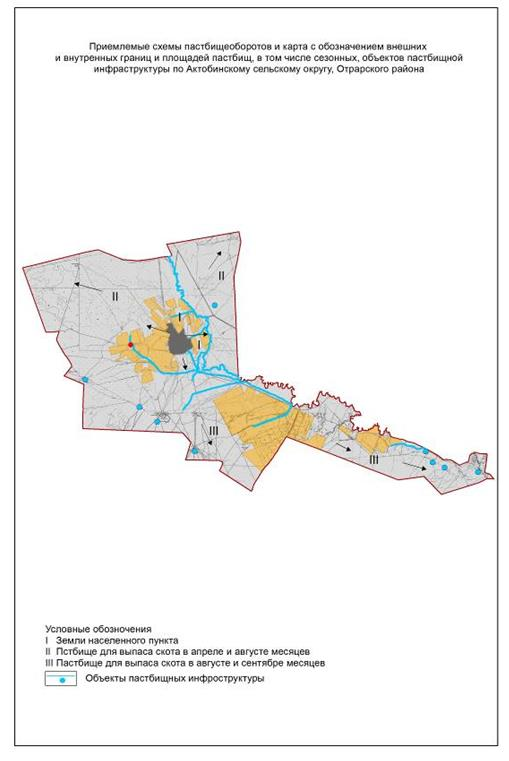 Приемлемые схемы пастбищеоборотов и карта с обозначением внешних
и внутренних границ и площадей пастбищ, в том числе сезонных, объектов пастбищной
инфраструктуры по Актобинскому сельскому округу, Отрарского района
II
II
I
I
III
III
Условные обозночения
I Земли населенного пункта
II Пстбище для выпаса скота в апреле и августе месяцев
III Пастбище для выпаса скота в августе и сентябре месяцев
Объекты пастбищных инфроструктуры